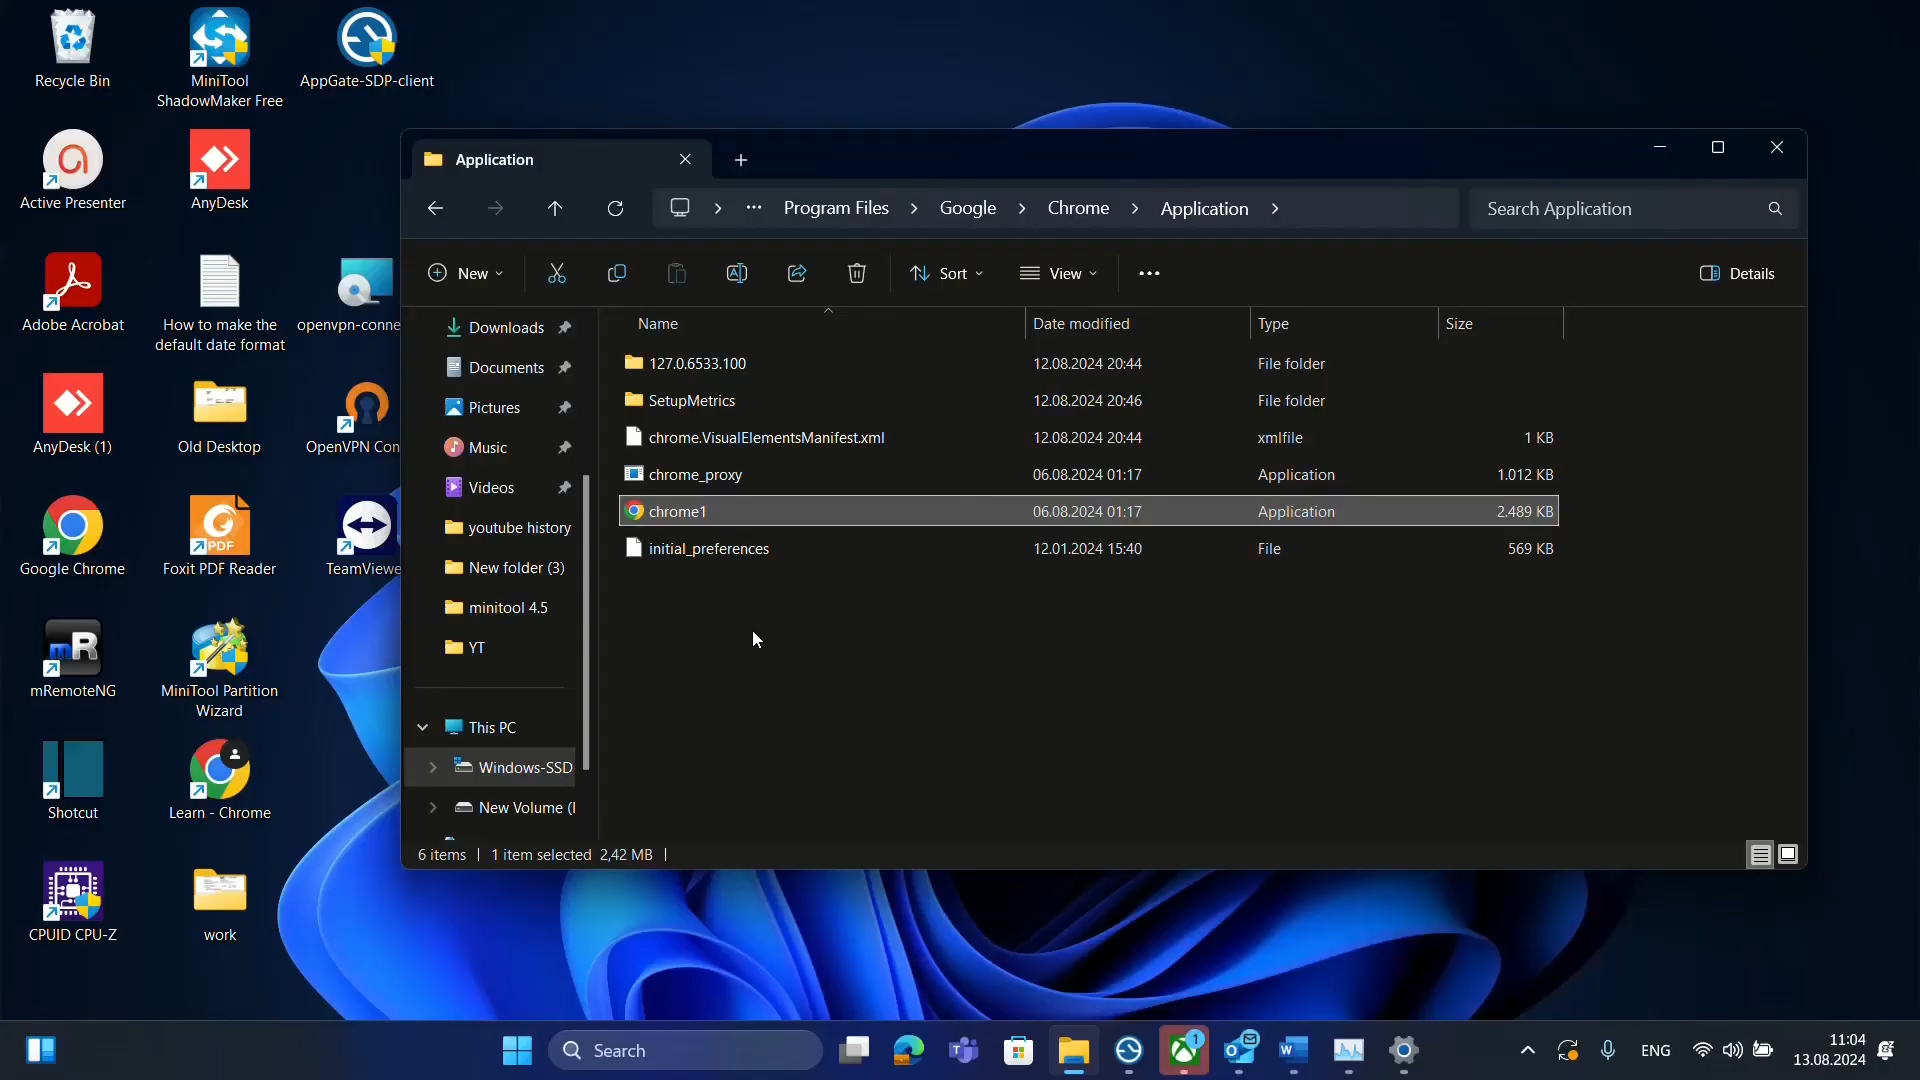 Recycle Bin
MiniTool
ShadowMaker Free
AppGate-SDP-client
Active Presenter
AnyDesk
Adobe Acrobat
How to make the
default date format
openvpn-conne
AnyDesk (1)
Old Desktop
OpenVPN Con
Google Chrome
Foxit PDF Reader
PDF
TeamViewe
mRemoteNG
mR
MiniTool Partition
Wizard
Shotcut
Learn - Chrome
CPUID CPU-Z
work
Application
Program Files
Google
Chrome
Application
Search Application
New
Sort
View
Details
Downloads
Documents
Pictures
Music
Videos
youtube history
New folder (3)
minitool 4.5
YT
This PC
Windows-SSD
New Volume (
Name Date modified Type Size
127.0.6533.100 12.08.2024 20:44 File folder
SetupMetrics 12.08.2024 20:46 File folder
chrome.VisualElementsManifest.xml 12.08.2024 20:44 xmlfile 1 KB
chrome_proxy 06.08.2024 01:17 Application 1.012 KB
chrome1 06.08.2024 01:17 Application 2.489 KB
initial_preferences 12.01.2024 15:40 File 569 KB
6 items 1 item selected 2,42 MB
Search
1
ENG
11:04
13.08.2024